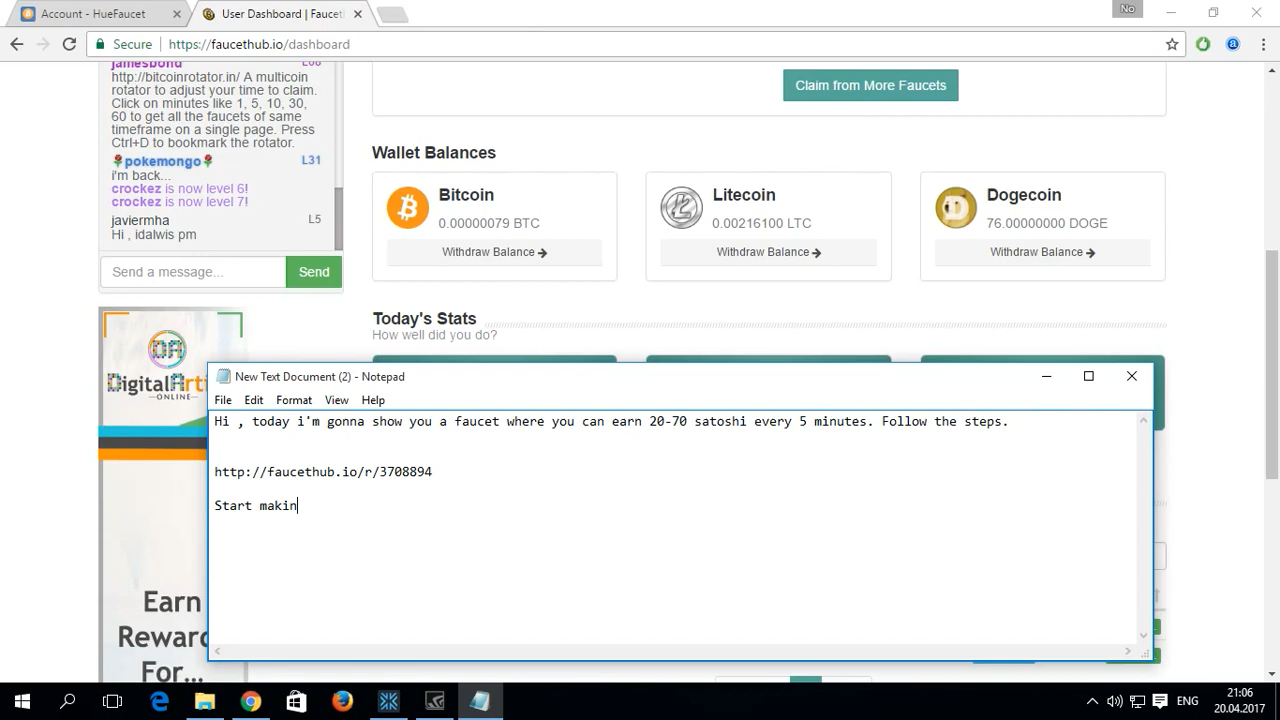 Account - HueFaucet
User Dashboard | Faucet
No
Secure
https://faucethub.io/dashboard
jamesbond L68
http://bitcoinrotator.in/ A multicoin
rotator to adjust your time to claim.
Click on minutes like 1, 5, 10, 30,
60 to get all the faucets of same
timeframe on a single page. Press
Ctrl+D to bookmark the rotator.
pokemongo L31
i'm back...
crockez is now level 6!
crockez is now level 7!
javiermha L5
Hi , idalwis pm
Send a message... Send
Claim from More Faucets
Wallet Balances
Bitcoin
0.00000079 BTC
Withdraw Balance
Litecoin
0.00216100 LTC
Withdraw Balance
Dogecoin
76.00000000 DOGE
Withdraw Balance
Today's Stats
How well did you do?
DA
DigitalArti
ONLINE
Earn
Reward
For...
New Text Document (2) - Notepad
File Edit Format View Help
Hi , today i'm gonna show you a faucet where you can earn 20-70 satoshi every 5 minutes. Follow the steps.
http://faucethub.io/r/3708894
Start makin
ENG
21:06
20.04.2017